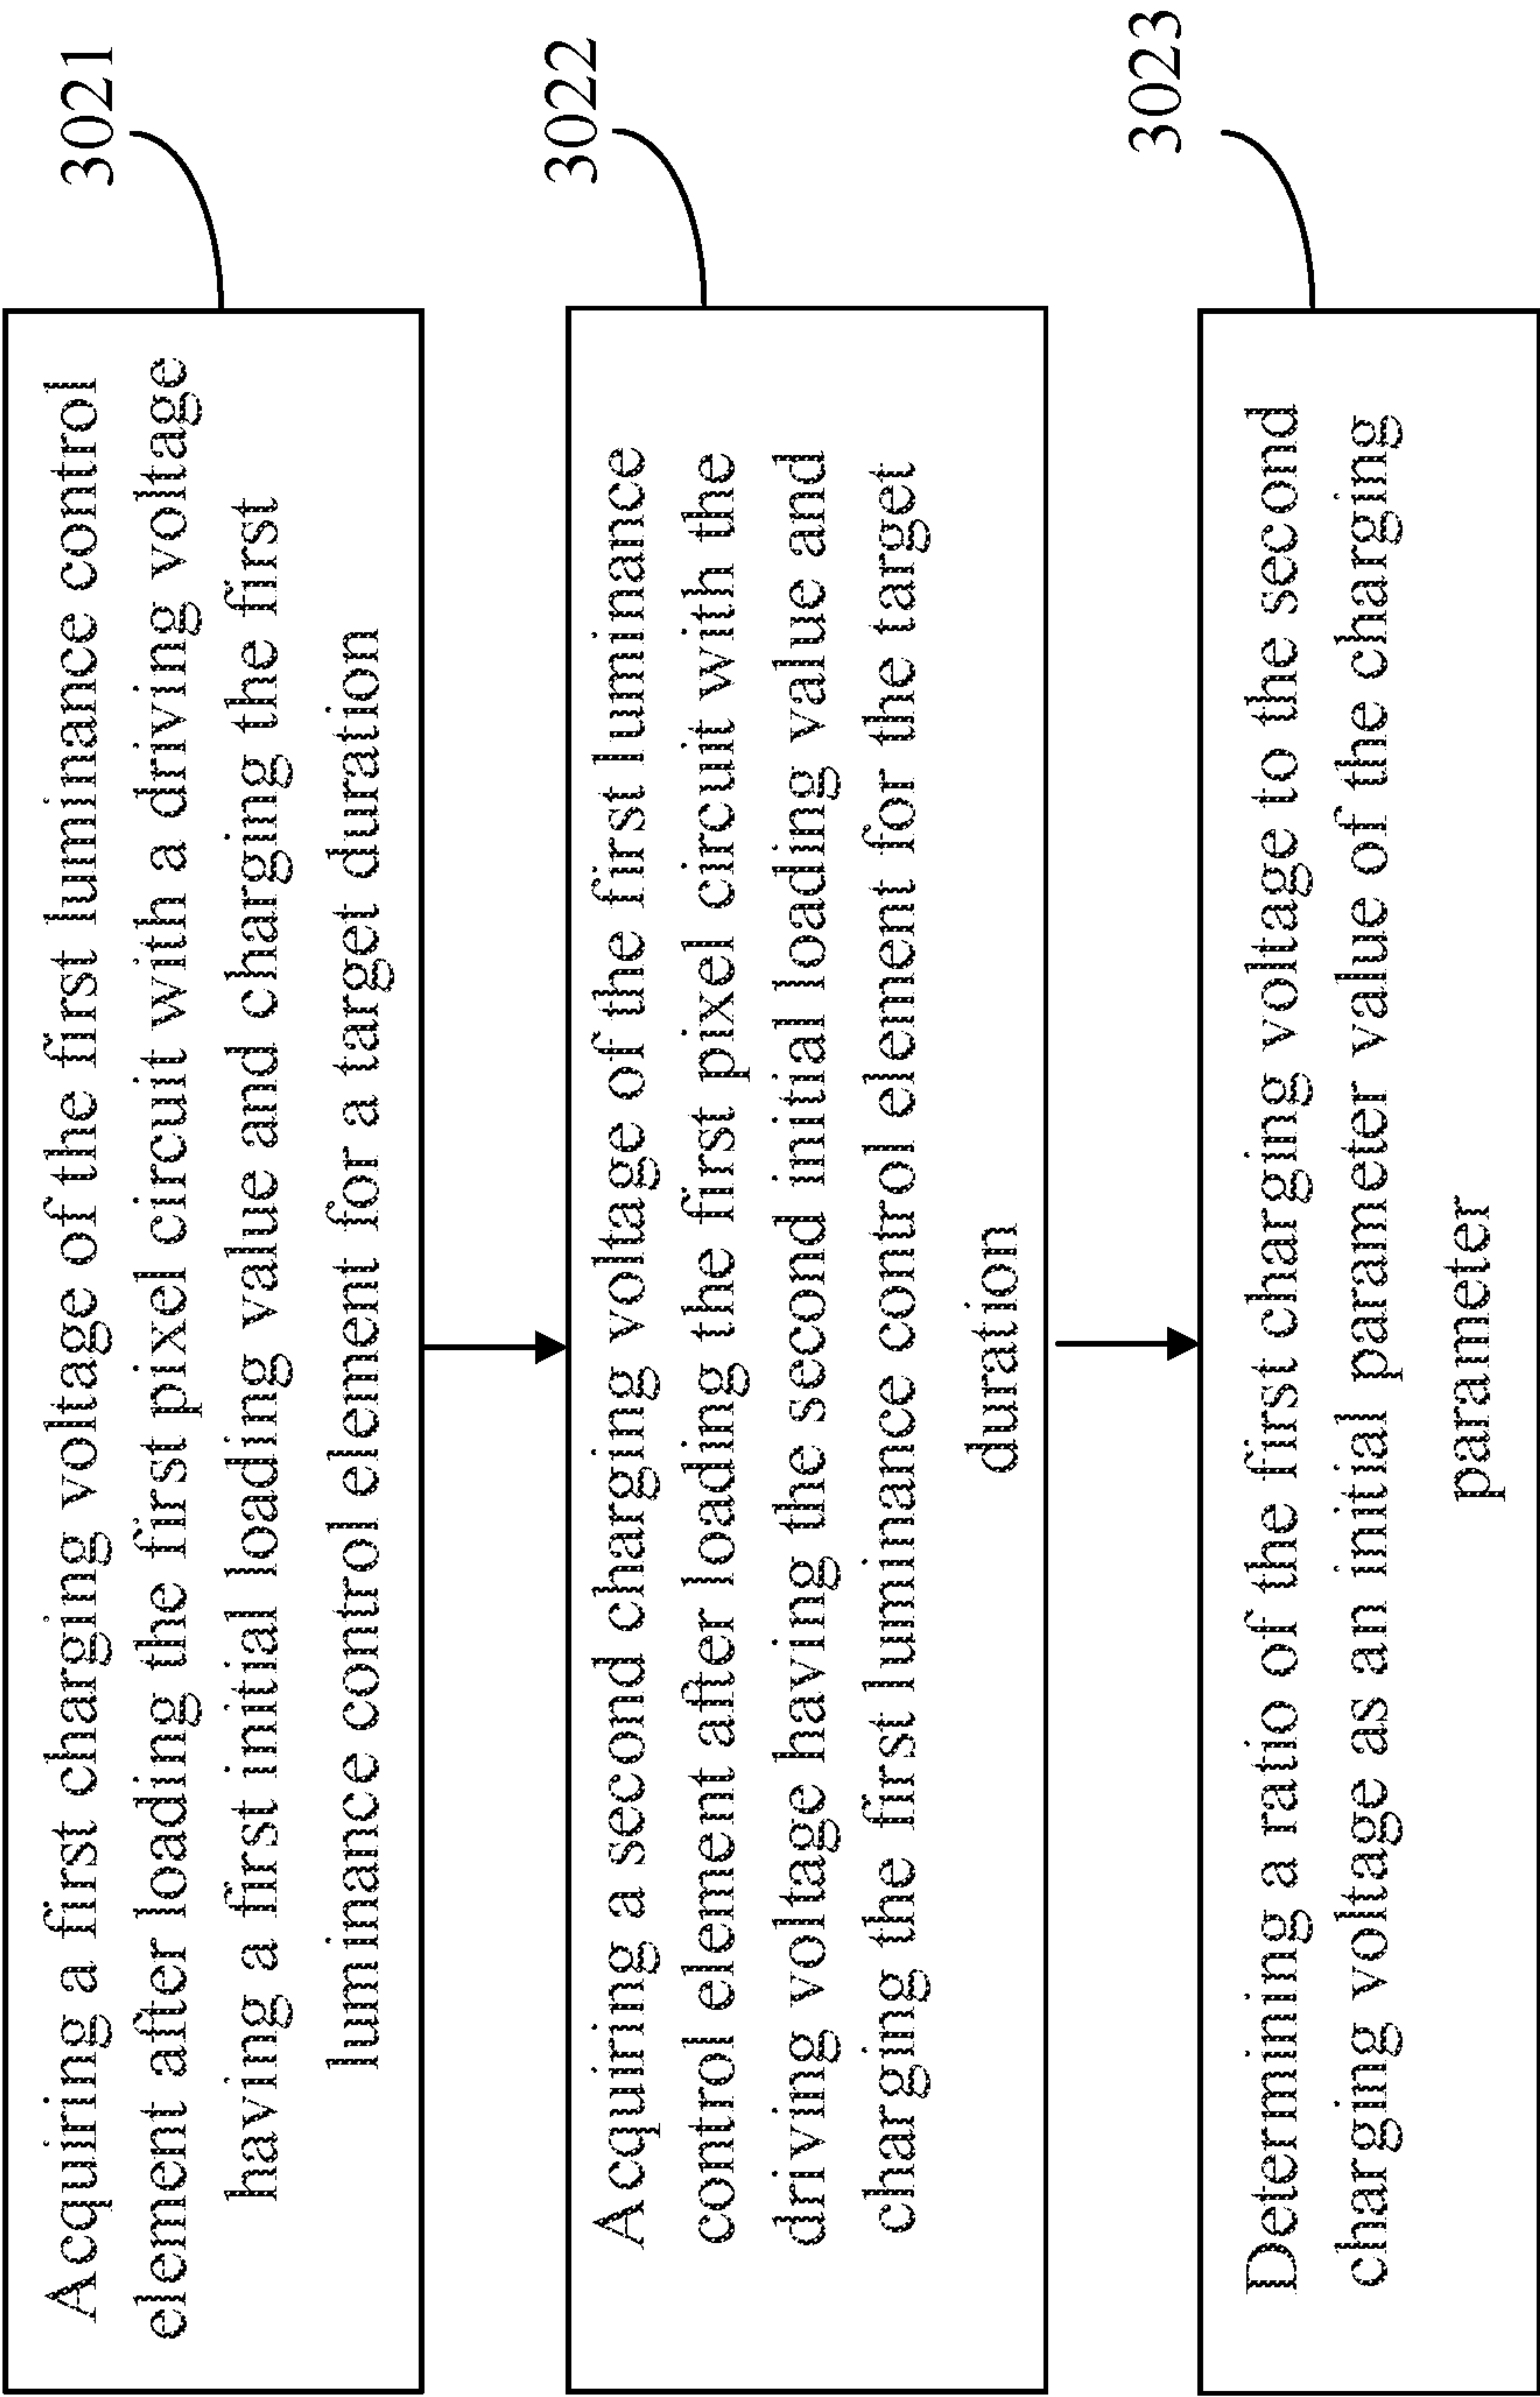 Acquiring a first charging voltage of the first luminance control
element after loading the first pixel circuit with a driving voltage
having a first initial loading value and charging the first
luminance control element for a target duration
3021
Acquiring a second charging voltage of the first luminance
control element after loading the first pixel circuit with the
driving voltage having the second initial loading value and
charging the first luminance control element for the target
duration
3022
Determining a ratio of the first charging voltage to the second
charging voltage as an initial parameter value of the charging
parameter
3023